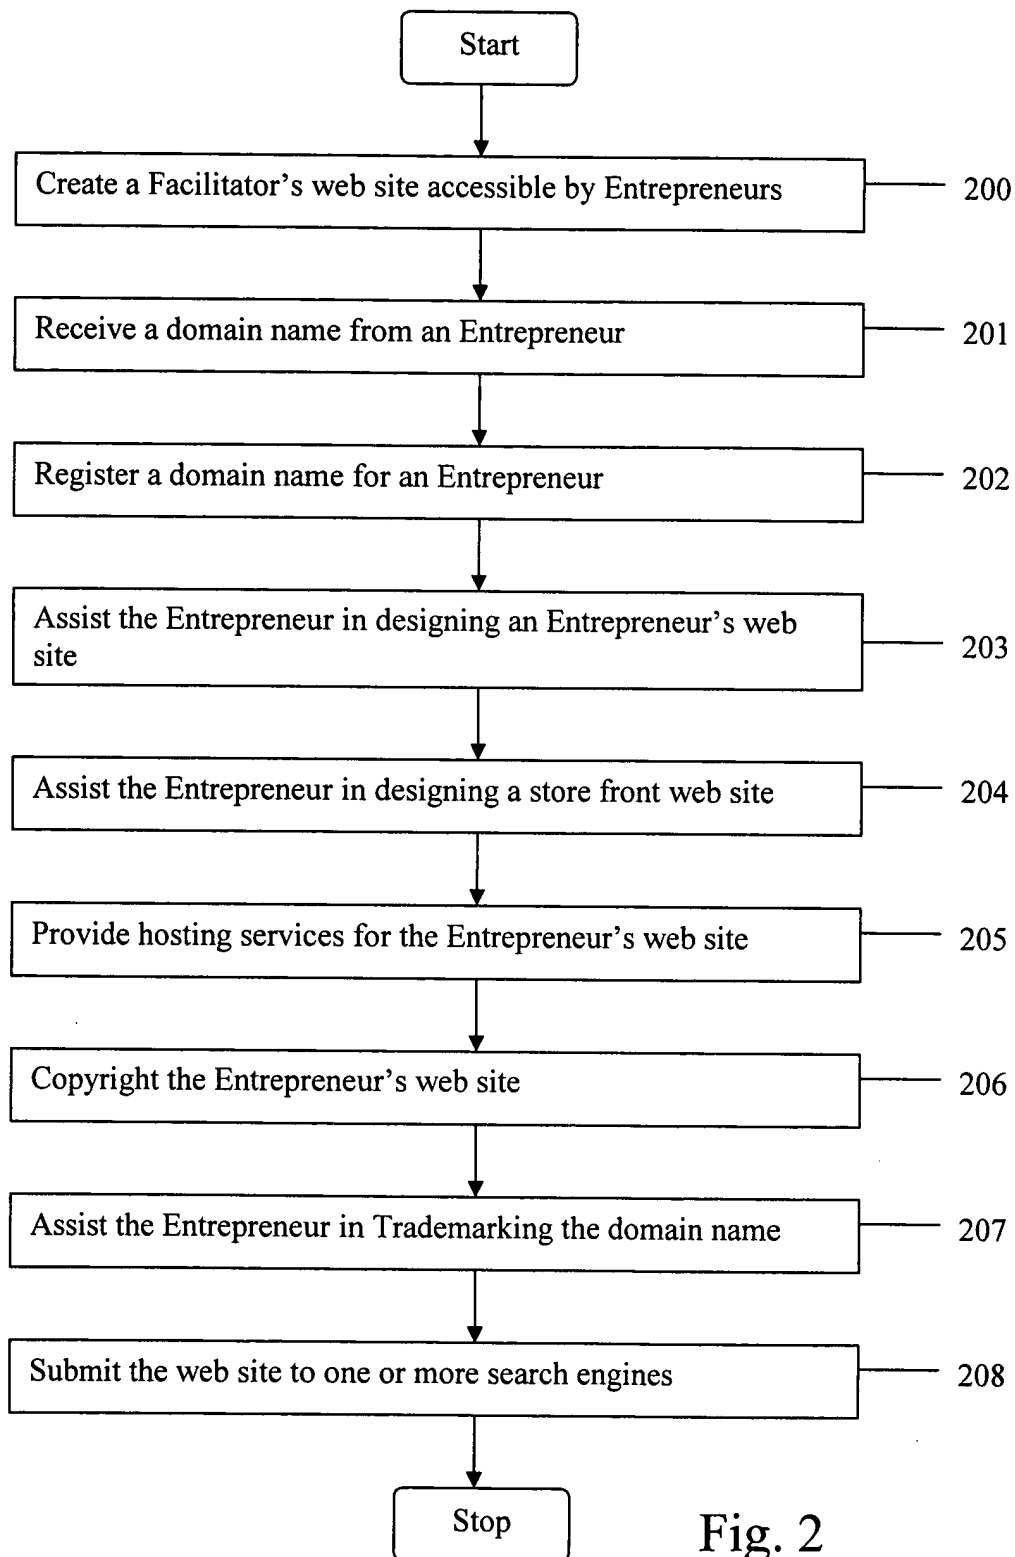 Start
Create a Facilitator's web site accessible by Entrepreneurs
200
Receive a domain name from an Entrepreneur
201
Register a domain name for an Entrepreneur
202
Assist the Entrepreneur in designing an Entrepreneur's web
site
203
Assist the Entrepreneur in designing a store front web site
204
Provide hosting services for the Entrepreneur's web site
205
Copyright the Entrepreneur's web site
206
Assist the Entrepreneur in Trademarking the domain name
207
Submit the web site to one or more search engines
208
Stop
Fig. 2